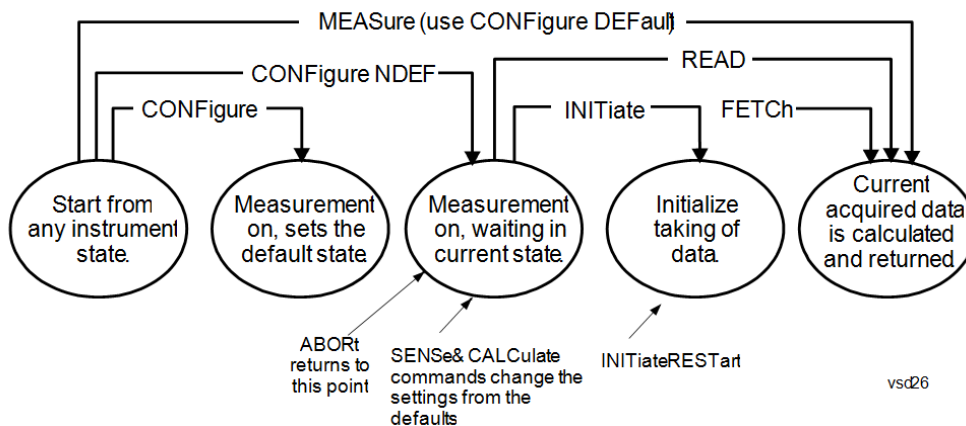 MEASure (use CONFigure DEFault)
CONFigure NDEF
READ
CONFigure
INITiate
FETCh
Start from
any instrument
state.
Measurement
on, sets the
default state.
Measurement
on, waiting in
current state.
Initialize
taking of
data.
Current
acquired data
is calculated
and returned.
ABORt
returns to
this point
SENSe& CALCulate
commands change the
settings from the
defaults
INITiateRESTart
vsd26